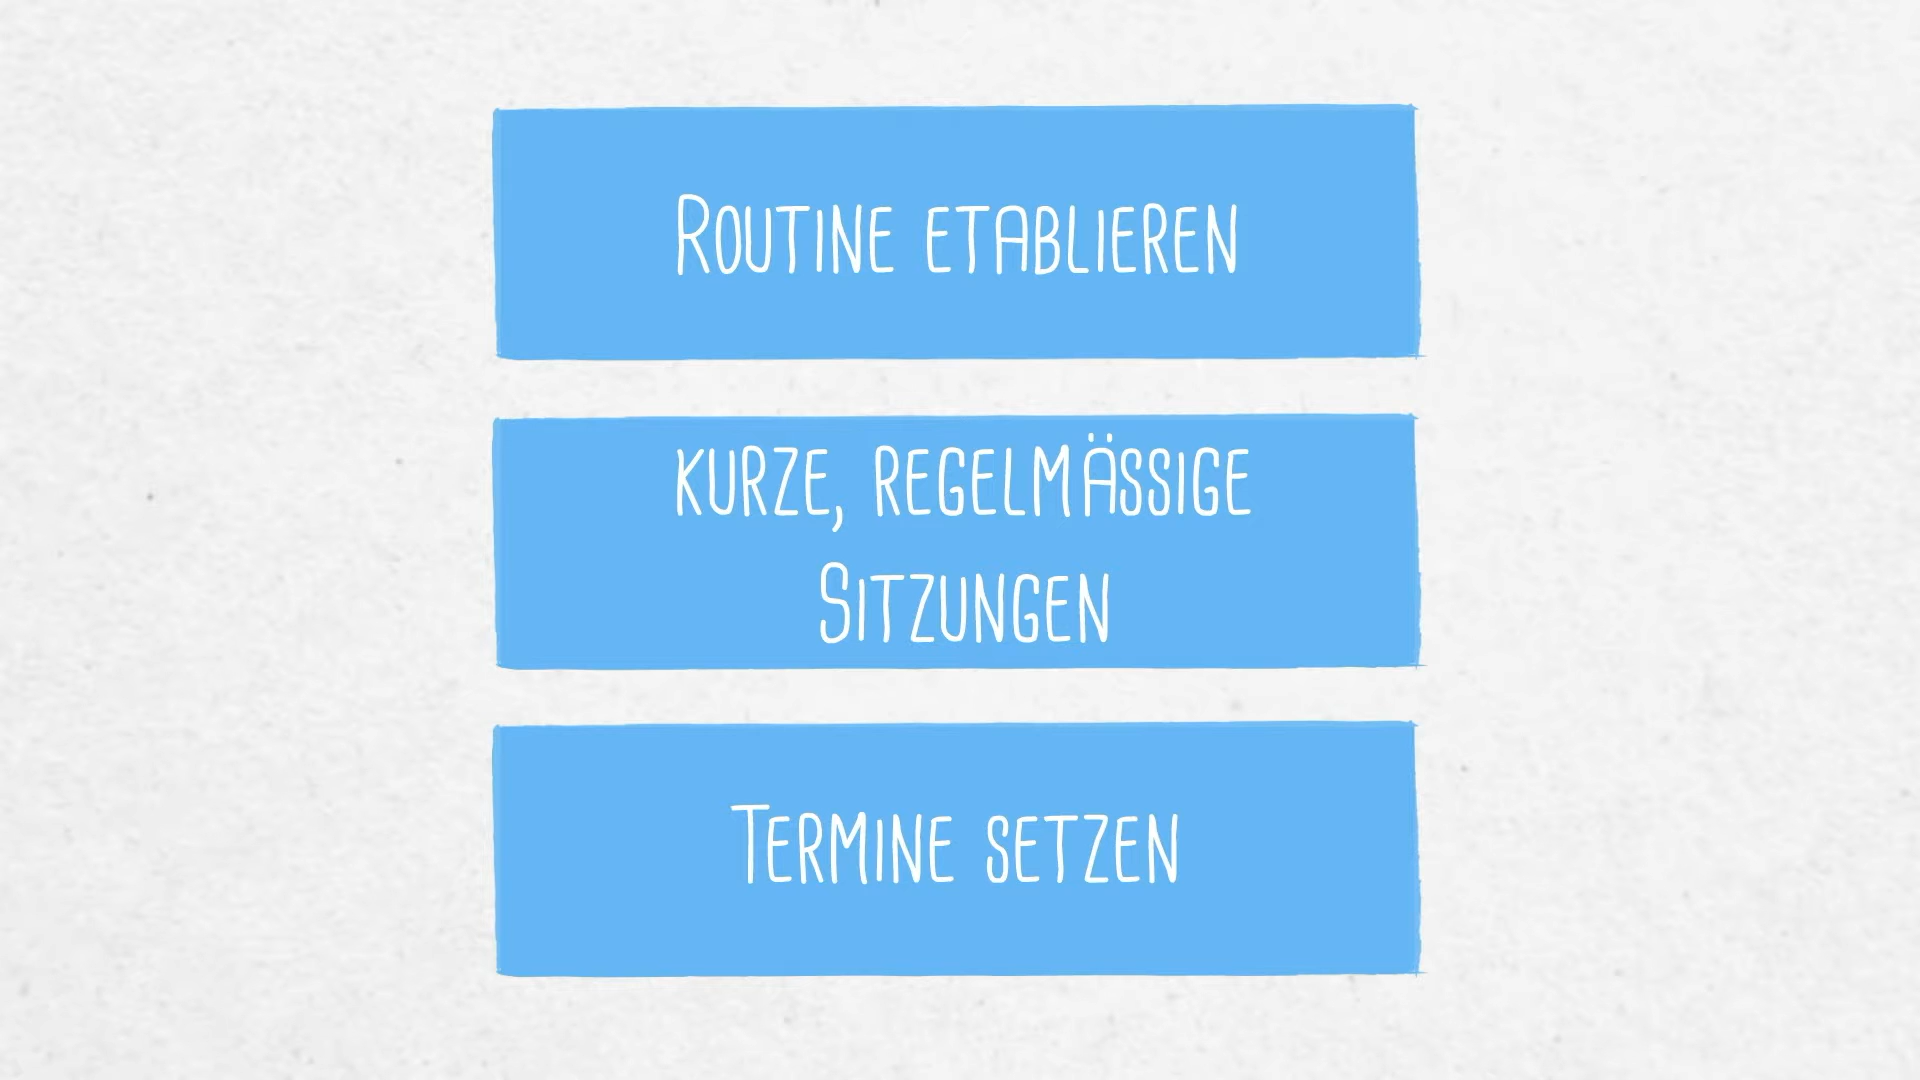 Routine etablieren
kurze, regelmässige
Sitzungen
Termine setzen